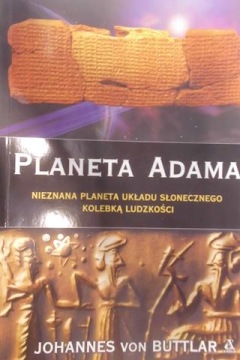 PLANETA ADAMA
NIEZNANA PLANETA UKŁADU SŁONECZNEGO
KOLEBKĄ LUDZKOŚCI
JOHANNES VON BUTTLAR